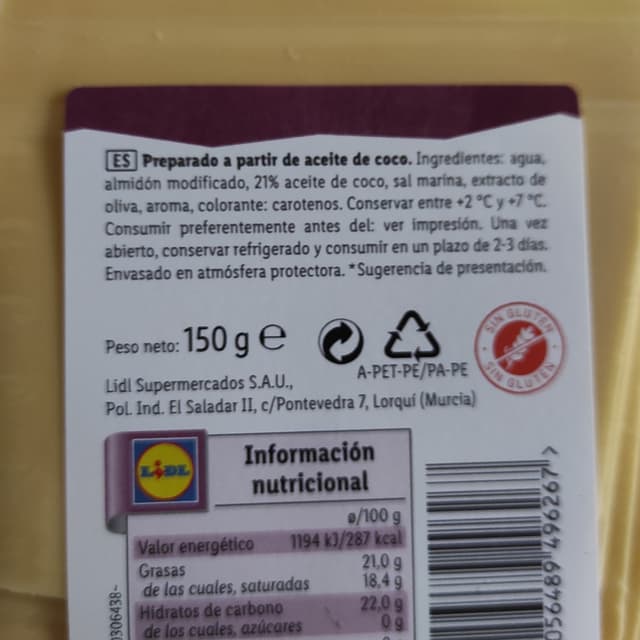 ES Preparado a partir de aceite de coco. Ingredientes: agua,
almidón modificado, 21% aceite de coco, sal marina, extracto de
oliva, aroma, colorante: carotenos. Conservar entre +2 °C y +7 °C.
Consumir preferentemente antes del: ver impresión. Una vez
abierto, conservar refrigerado y consumir en un plazo de 2-3 días.
Envasado en atmósfera protectora. *Sugerencia de presentación.
Peso neto: 150 g e
A-PET-PE/PA-PE
SIN GLUTEN
SIN GLUTEN
Lidl Supermercados S.A.U.,
Pol. Ind. El Saladar II, c/Pontevedra 7, Lorquí (Murcia)
LIDL
Información
nutricional
ø/100 g
Valor energético 1194 kJ/287 kcal
Grasas 21,0 g
de las cuales, saturadas 18,4 g
Hidratos de carbono 22,0 g
de los cuales, azúcares 0 g
056489 496267 >